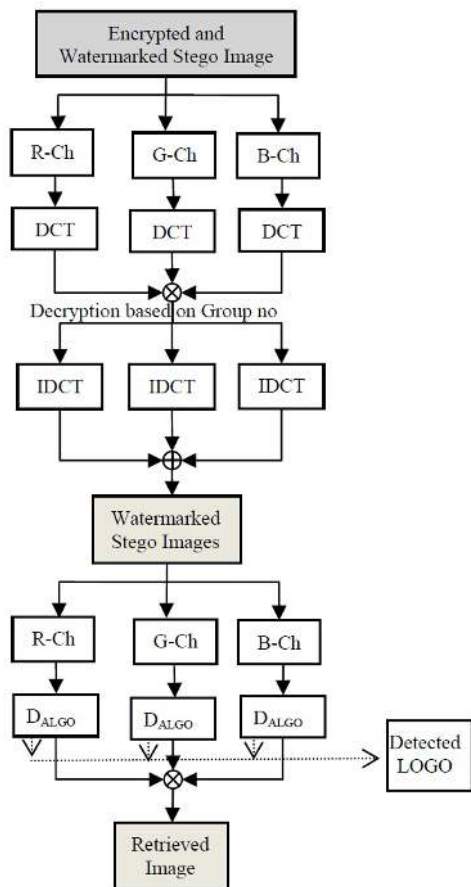 Encrypted and
Watermarked Stego Image
R-Ch
G-Ch
B-Ch
DCT
DCT
DCT
Decryption based on Group no
IDCT
IDCT
IDCT
Watermarked
Stego Images
R-Ch
G-Ch
B-Ch
DALGO
DALGO
DALGO
Detected
LOGO
Retrieved
Image